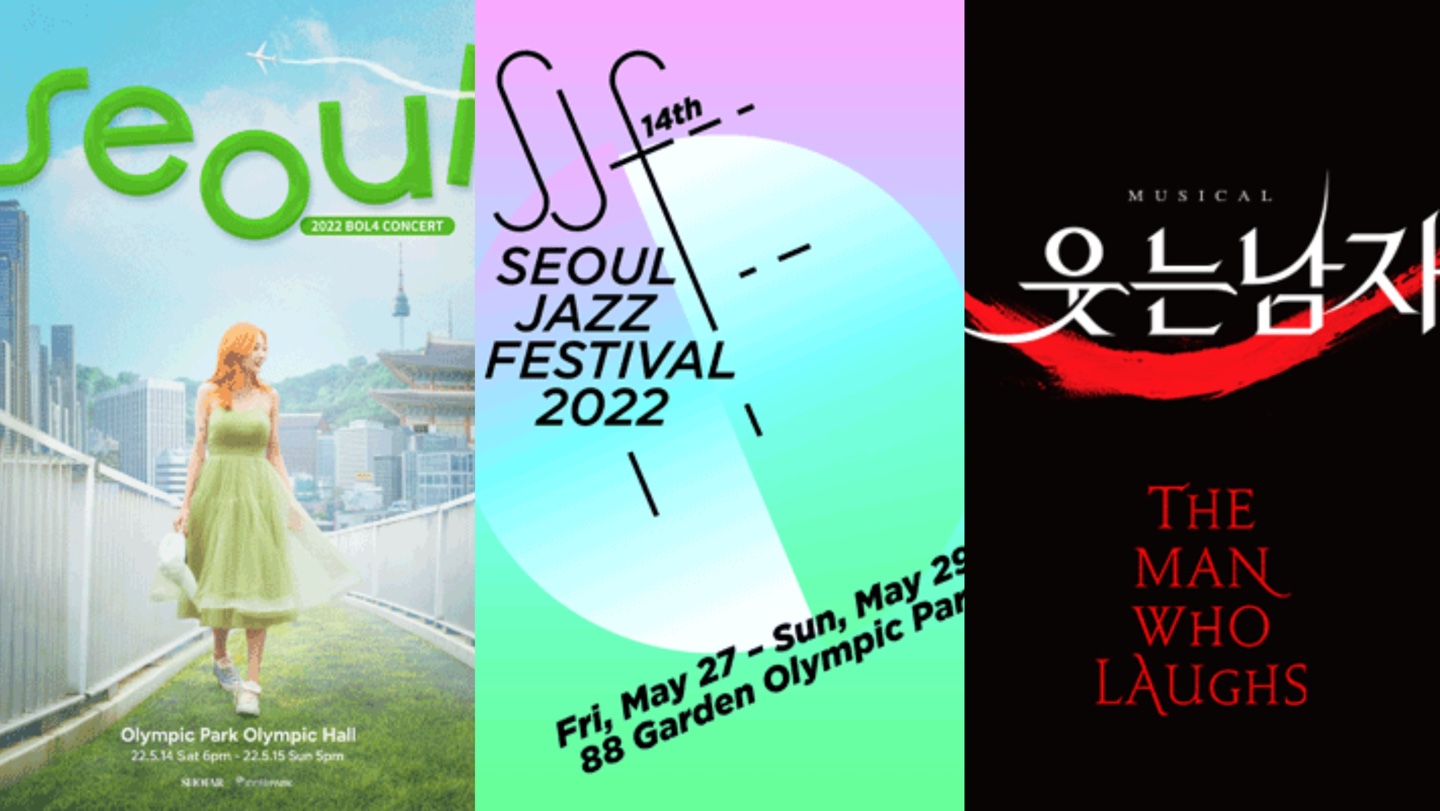 seoul
2022 BOL4 CONCERT
Olympic Park Olympic Hall
22.5.14 Sat 6pm - 22.5.15 Sun 5pm
SJF
14th
SEOUL
JAZZ
FESTIVAL
2022
Fri, May 27 - Sun, May 29
88 Garden Olympic Par
MUSICAL
웃는남자
THE
MAN
WHO
LAUGHS